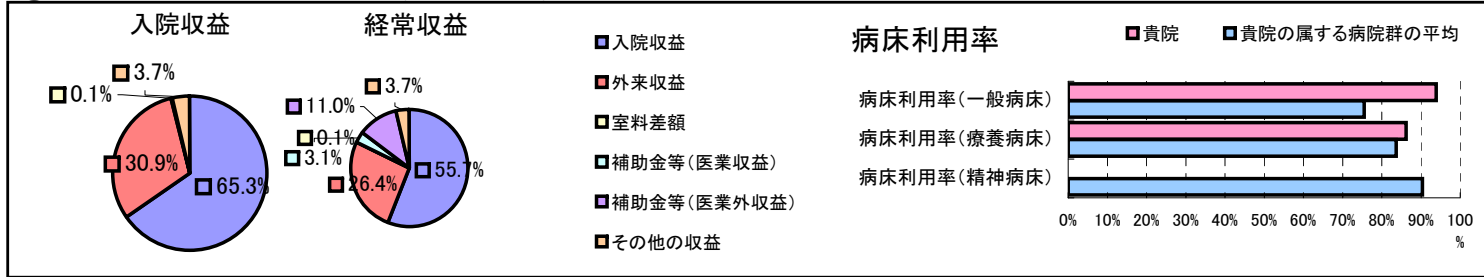 入院収益
3.7%
0.1%
30.9%
65.3%
経常収益
3.7%
11.0%
0.1%
3.1%
26.4%
55.7%
入院収益
外来収益
室料差額
補助金等(医業収益)
補助金等(医業外収益)
その他の収益
病床利用率
貴院
貴院の属する病院群の平均
病床利用率(一般病床)
病床利用率(療養病床)
病床利用率(精神病床)
0% 10% 20% 30% 40% 50% 60% 70% 80% 90% 100
%